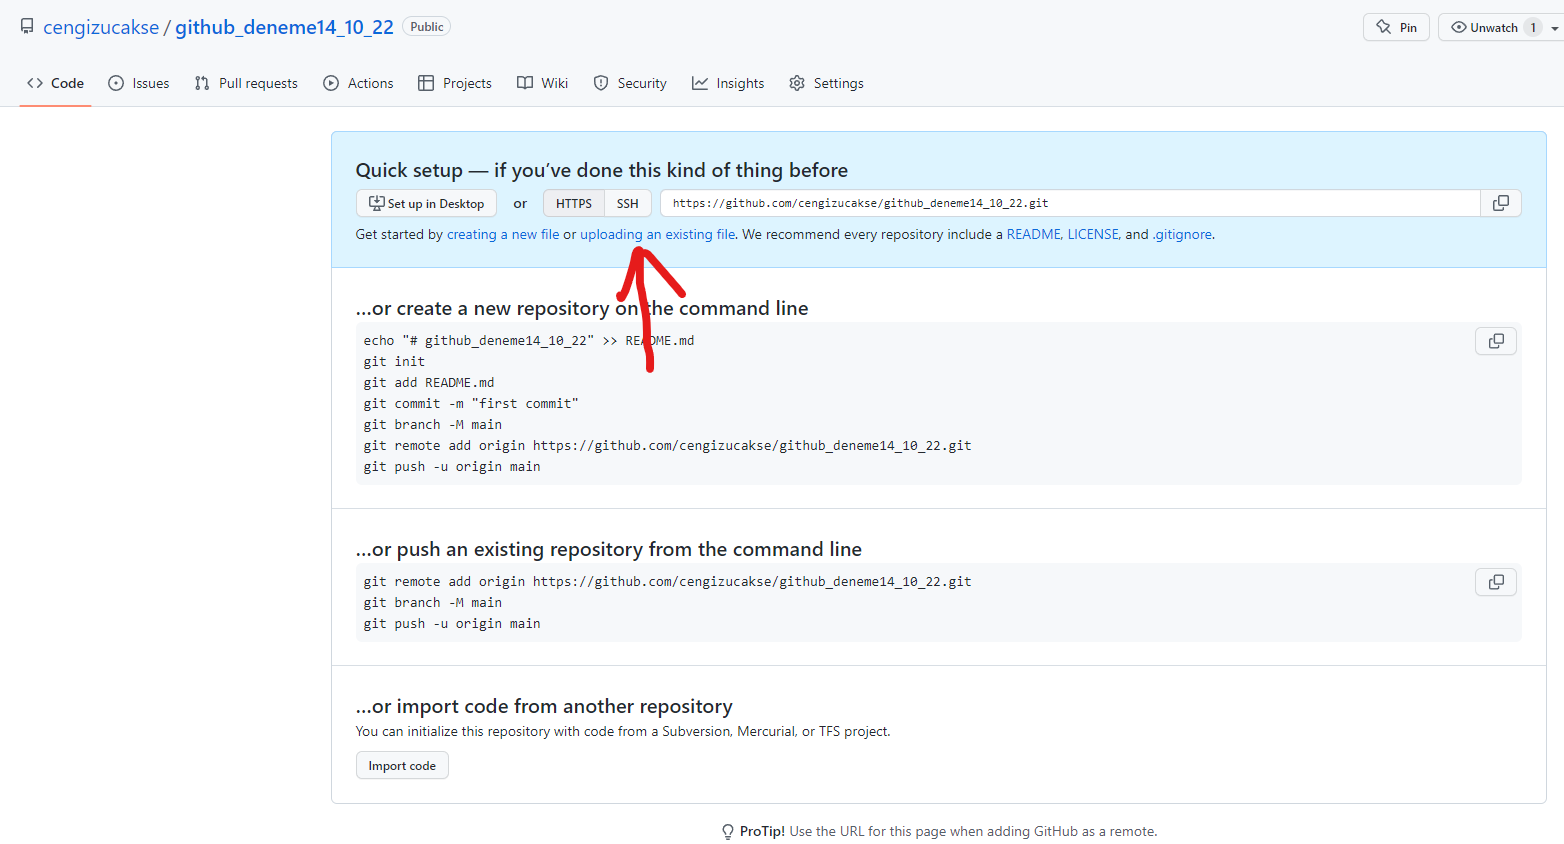 cengizucakse / github_deneme14_10_22 Public
Pin
Unwatch 1
Code Issues Pull requests Actions Projects Wiki Security Insights Settings
Quick setup — if you’ve done this kind of thing before
Set up in Desktop or HTTPS SSH https://github.com/cengizucakse/github_deneme14_10_22.git
Get started by creating a new file or uploading an existing file. We recommend every repository include a README, LICENSE, and .gitignore.
…or create a new repository on the command line
echo "# github_deneme14_10_22" >> README.md
git init
git add README.md
git commit -m "first commit"
git branch -M main
git remote add origin https://github.com/cengizucakse/github_deneme14_10_22.git
git push -u origin main
…or push an existing repository from the command line
git remote add origin https://github.com/cengizucakse/github_deneme14_10_22.git
git branch -M main
git push -u origin main
…or import code from another repository
You can initialize this repository with code from a Subversion, Mercurial, or TFS project.
Import code
ProTip! Use the URL for this page when adding GitHub as a remote.